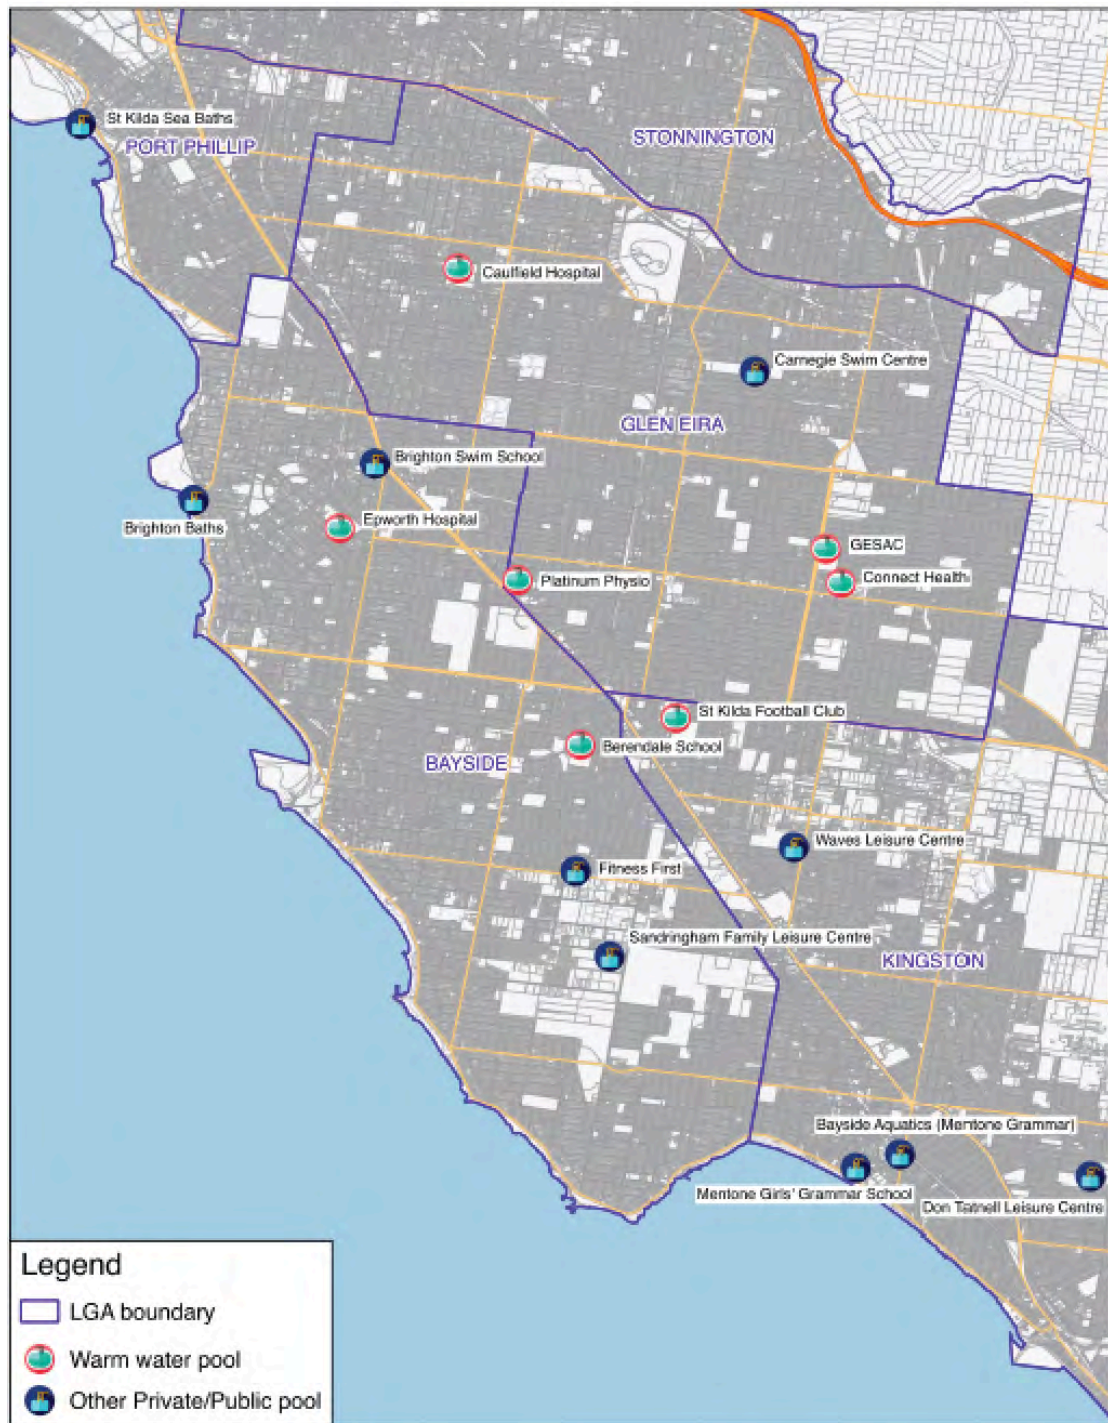 St Kilda Sea Baths
PORT PHILLIP
STONNINGTON
Caulfield Hospital
Carnegie Swim Centre
GLEN EIRA
Brighton Swim School
Brighton Baths
Epworth Hospital
GESAC
Platinum Physio
Connect Health
St Kilda Football Club
Berendale School
BAYSIDE
Waves Leisure Centre
Fitness First
Sandringham Family Leisure Centre
KINGSTON
Bayside Aquatics (Mentone Grammar)
Mentone Girls' Grammar School
Don Tatnell Leisure Centre
Legend
LGA boundary
Warm water pool
Other Private/Public pool